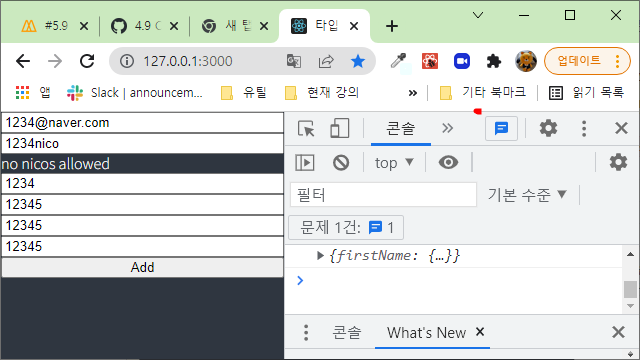 #5.9
4.9 C
새 탭
타입
127.0.0.1:3000
업데이트
앱
Slack | announcem...
유틸
현재 강의
»
기타 북마크
읽기 목록
1234@naver.com
1234nico
no nicos allowed
1234
12345
12345
12345
Add
콘솔
»
top ▼
필터
기본 수준 ▼
문제 1건: 1
▶ {firstName: {…}}
>
콘솔
What's New ×